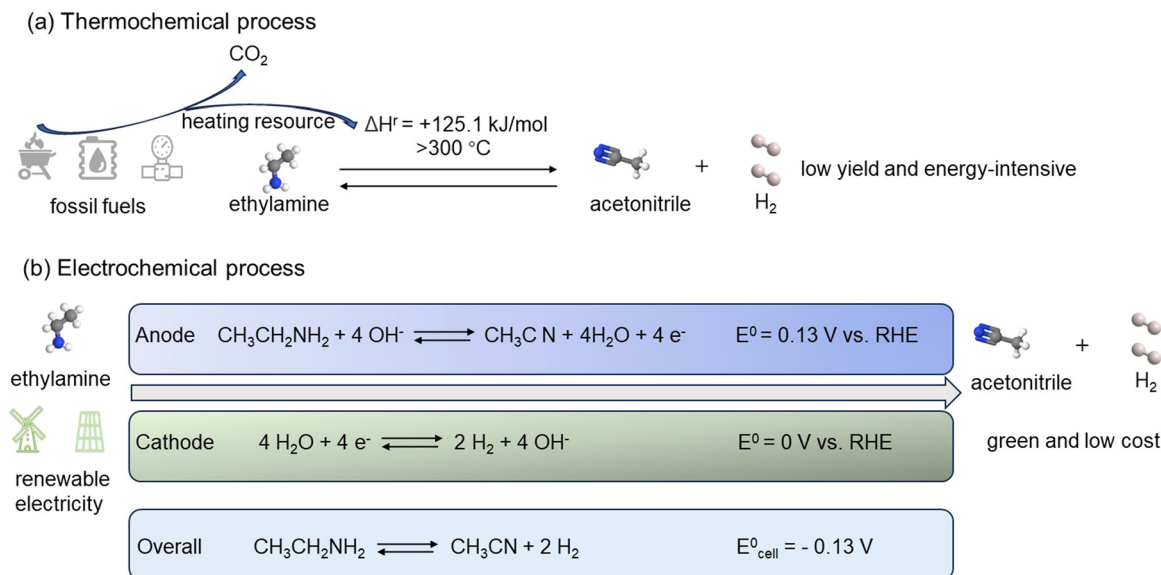 (a) Thermochemical process
CO₂
heating resource
ΔHʳ = +125.1 kJ/mol
>300 °C
fossil fuels
ethylamine
acetonitrile
+
H₂
low yield and energy-intensive
(b) Electrochemical process
Anode CH₃CH₂NH₂ + 4 OH⁻ ⇌ CH₃C N + 4H₂O + 4 e⁻ E⁰ = 0.13 V vs. RHE
ethylamine
acetonitrile
+
H₂
Cathode 4 H₂O + 4 e⁻ ⇌ 2 H₂ + 4 OH⁻ E⁰ = 0 V vs. RHE
green and low cost
renewable
electricity
Overall CH₃CH₂NH₂ ⇌ CH₃CN + 2 H₂ E⁰cell = - 0.13 V